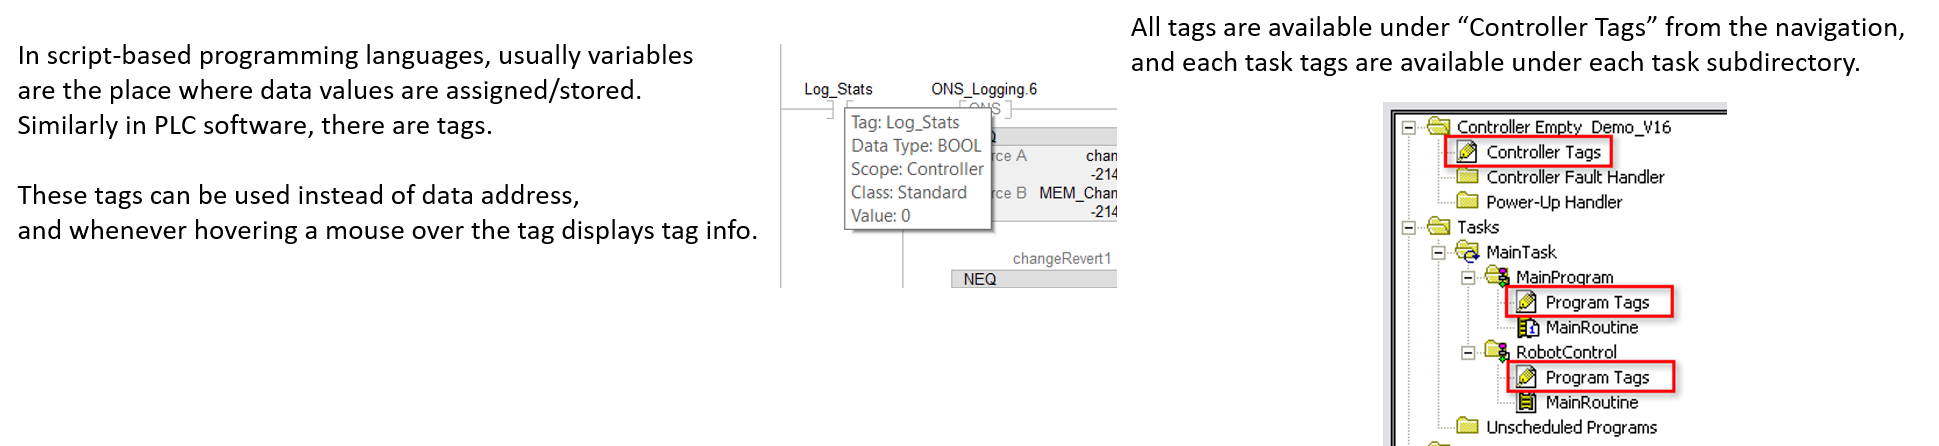 In script-based programming languages, usually variables
are the place where data values are assigned/stored.
Similarly in PLC software, there are tags.
These tags can be used instead of data address,
and whenever hovering a mouse over the tag displays tag info.
Log_Stats
ONS_Logging.6
ONS
Tag: Log_Stats
Data Type: BOOL
Scope: Controller
Class: Standard
Value: 0
Q
rce A
chan
-214
rce B
MEM_Chan
-214
changeRevert1
NEQ
All tags are available under “Controller Tags” from the navigation,
and each task tags are available under each task subdirectory.
Controller Empty_Demo_V16
Controller Tags
Controller Fault Handler
Power-Up Handler
Tasks
MainTask
MainProgram
Program Tags
MainRoutine
RobotControl
Program Tags
MainRoutine
Unscheduled Programs